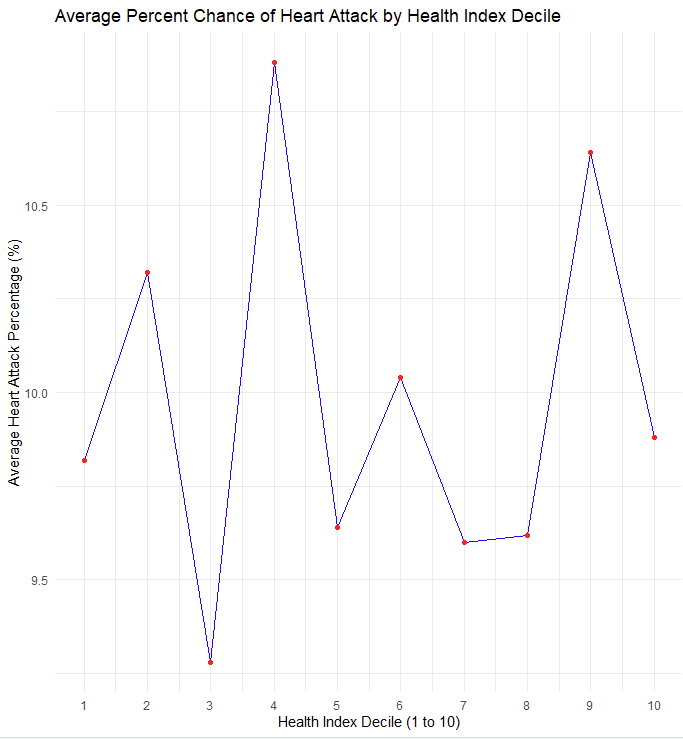 Average Percent Chance of Heart Attack by Health Index Decile
Average Heart Attack Percentage (%)
10.5
10.0
9.5
1 2 3 4 5 6 7 8 9 10
Health Index Decile (1 to 10)